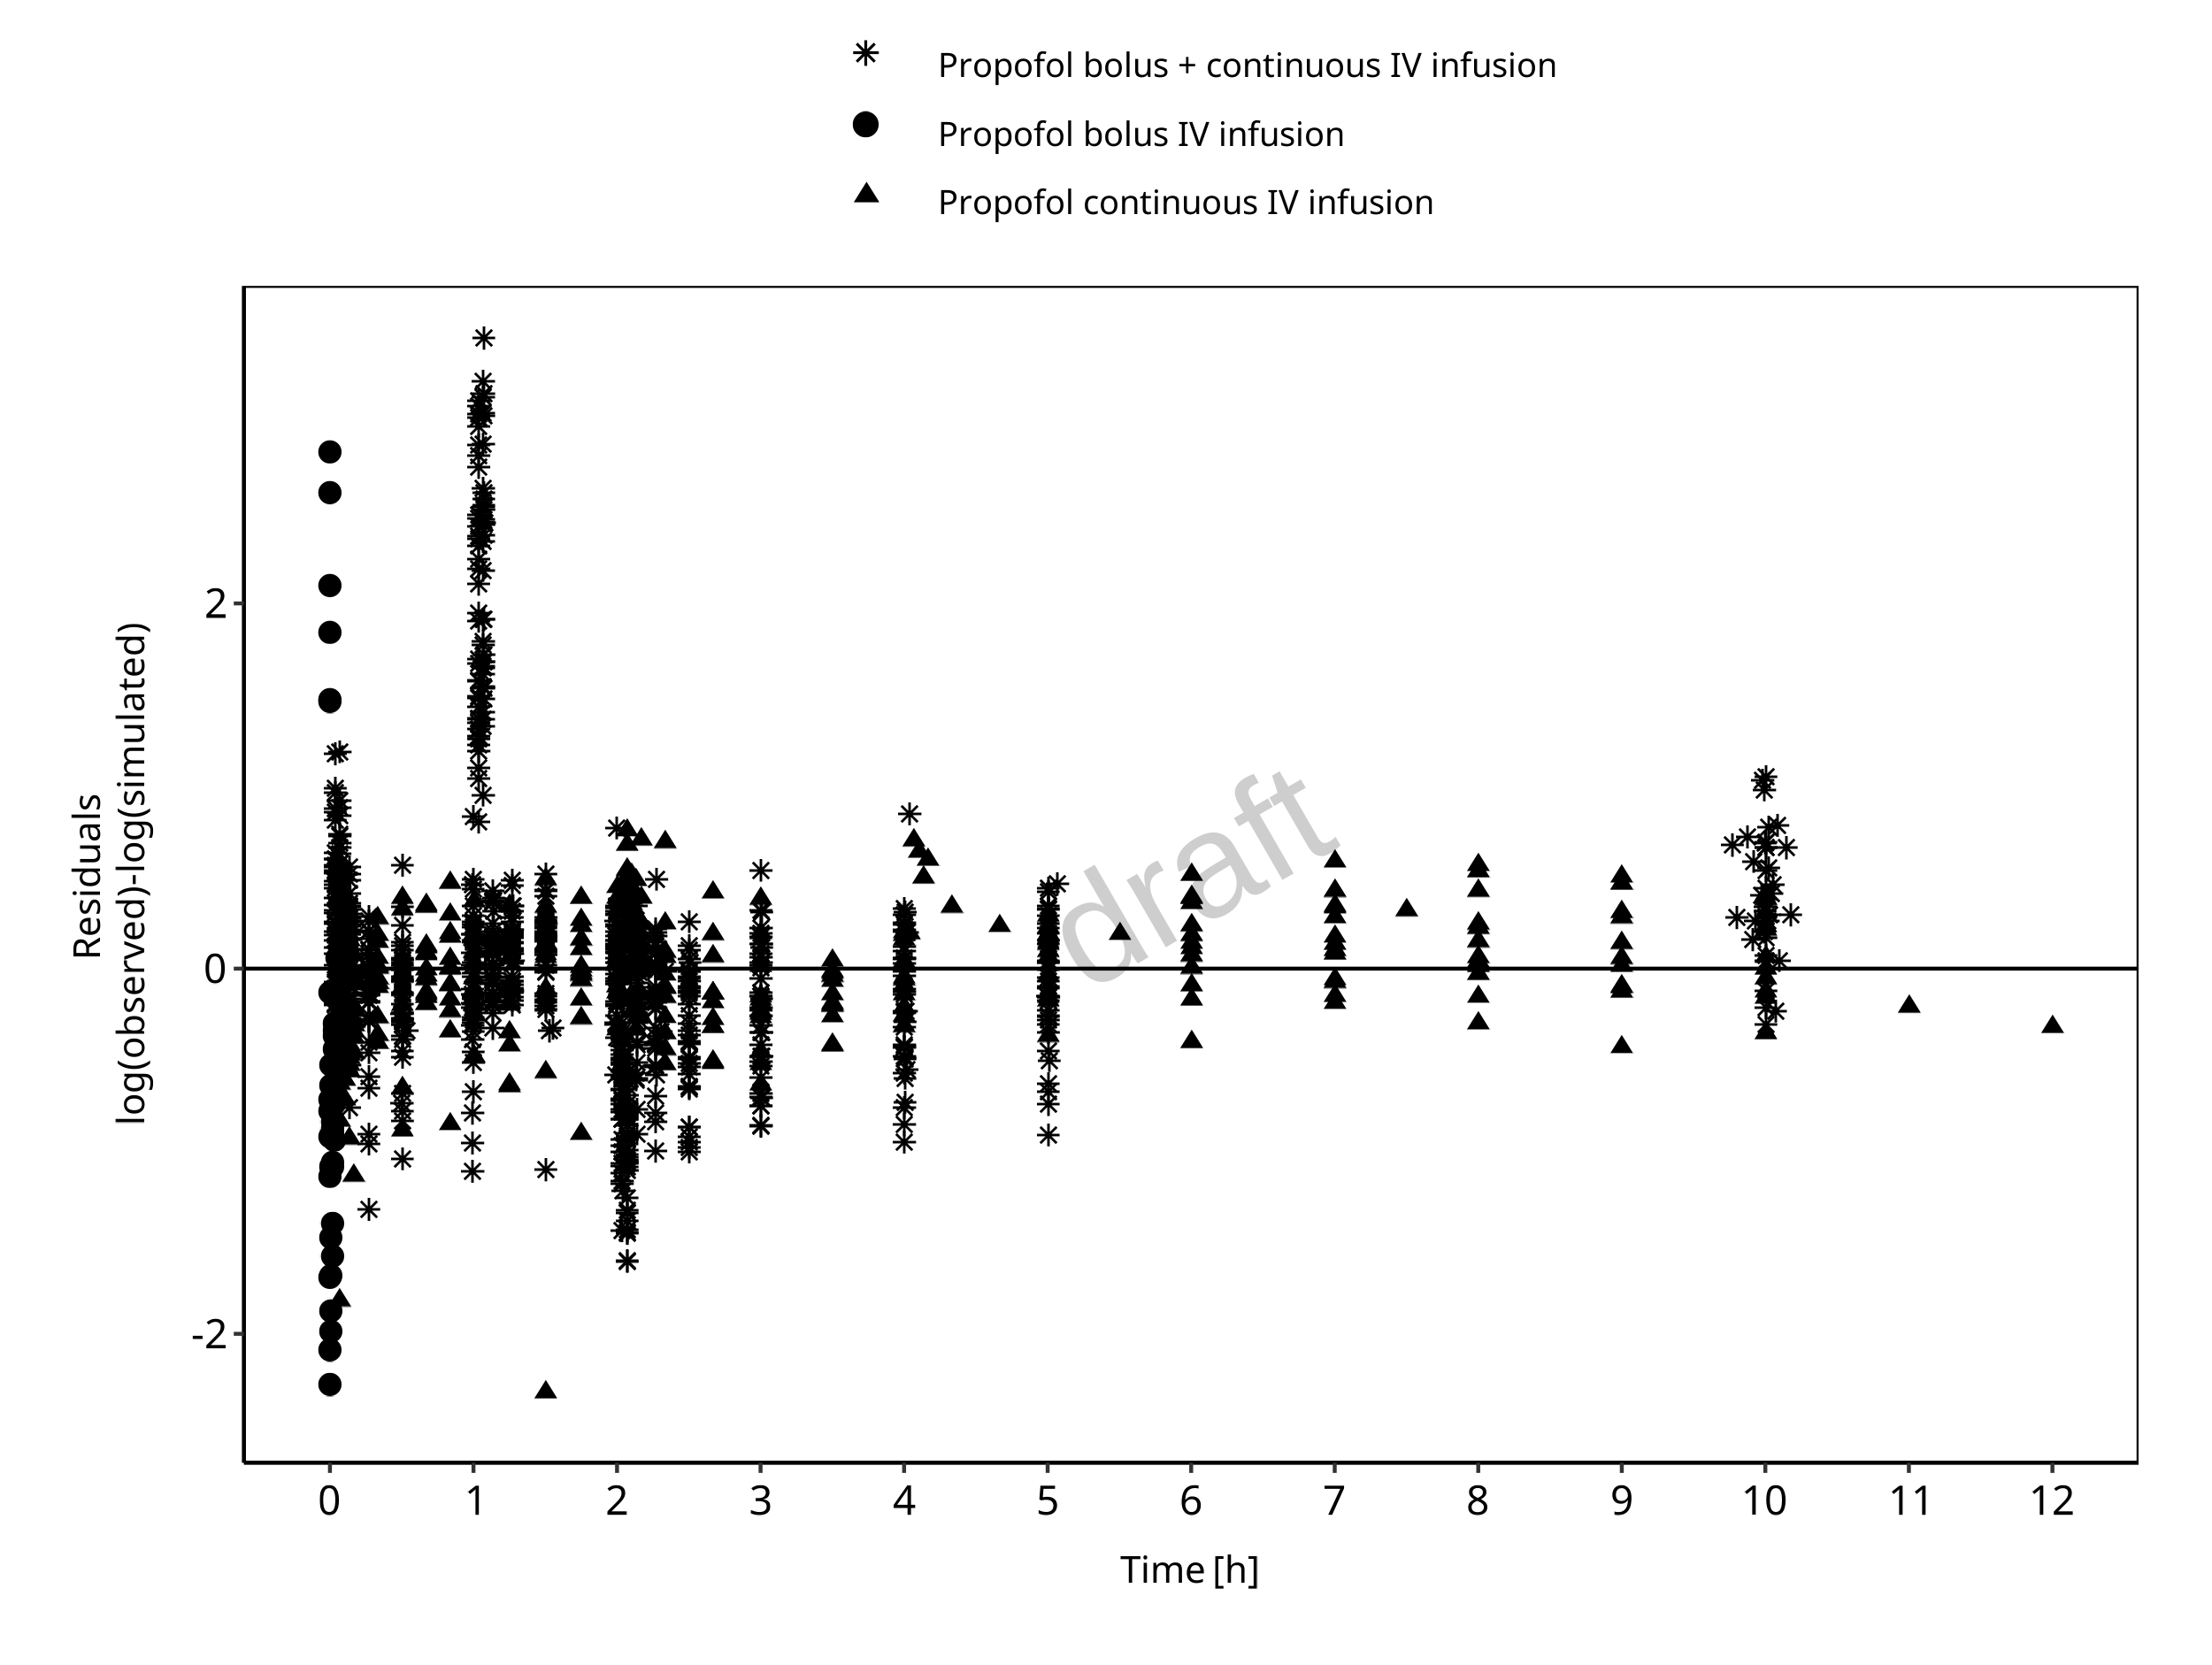 Propofol bolus + continuous IV infusion
Propofol bolus IV infusion
Propofol continuous IV infusion
Residuals
log(observed)-log(simulated)
2
0
-2
draft
0 1 2 3 4 5 6 7 8 9 10 11 12
Time [h]